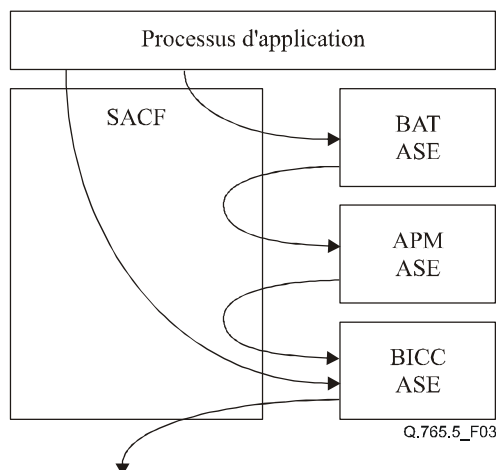 Processus d'application
SACF
BAT
ASE
APM
ASE
BICC
ASE
Q.765.5_F03